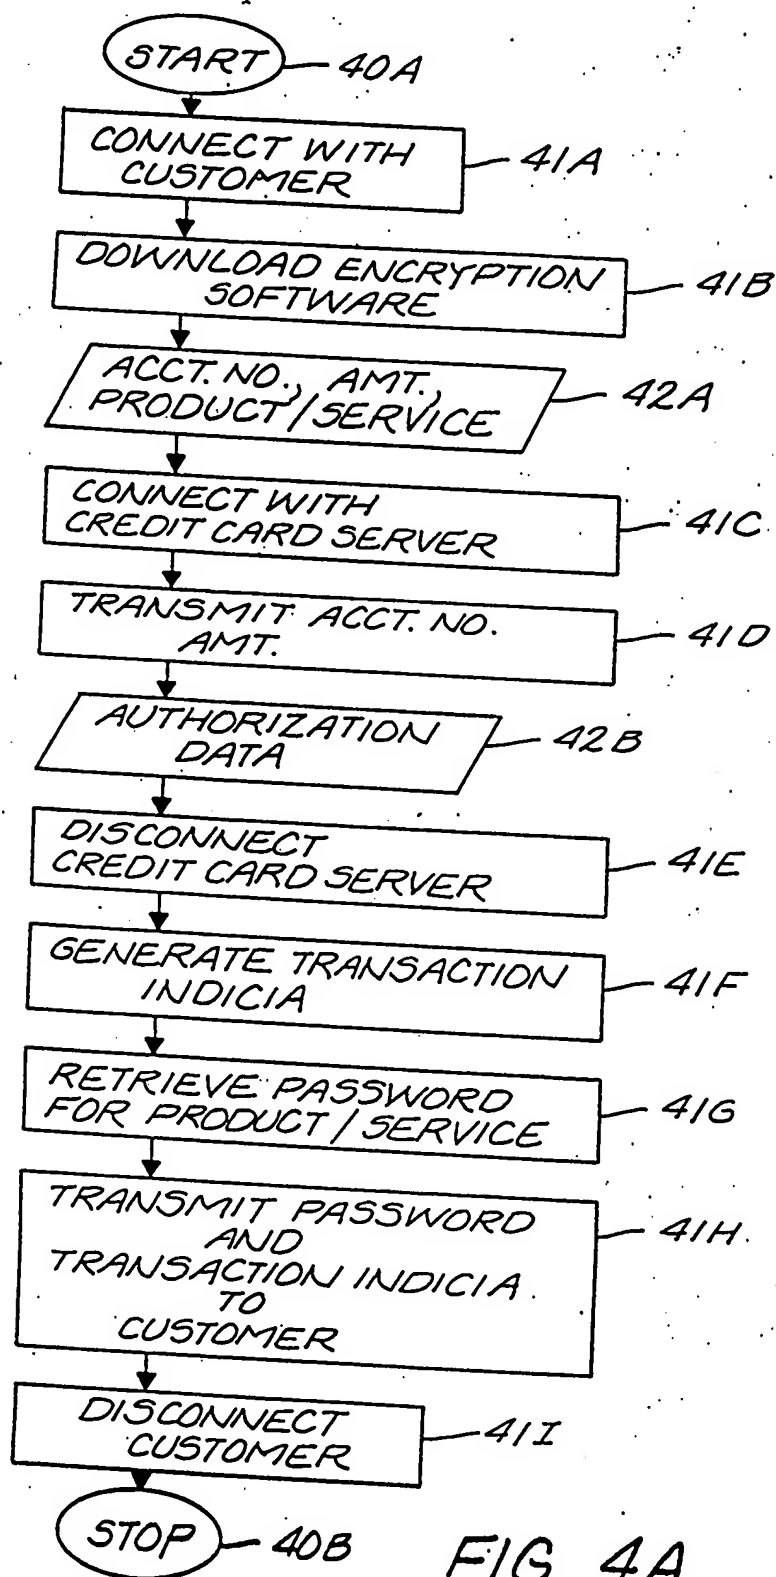 START 40A
CONNECT WITH
CUSTOMER 41A
DOWNLOAD ENCRYPTION
SOFTWARE 41B
ACCT. NO., AMT.,
PRODUCT/SERVICE 42A
CONNECT WITH
CREDIT CARD SERVER 41C
TRANSMIT ACCT. NO.
AMT. 41D
AUTHORIZATION
DATA 42B
DISCONNECT
CREDIT CARD SERVER 41E
GENERATE TRANSACTION
INDICIA 41F
RETRIEVE PASSWORD
FOR PRODUCT/SERVICE 41G
TRANSMIT PASSWORD
AND
TRANSACTION INDICIA
TO
CUSTOMER
41H
DISCONNECT
CUSTOMER 41I
STOP 40B
FIG 4A